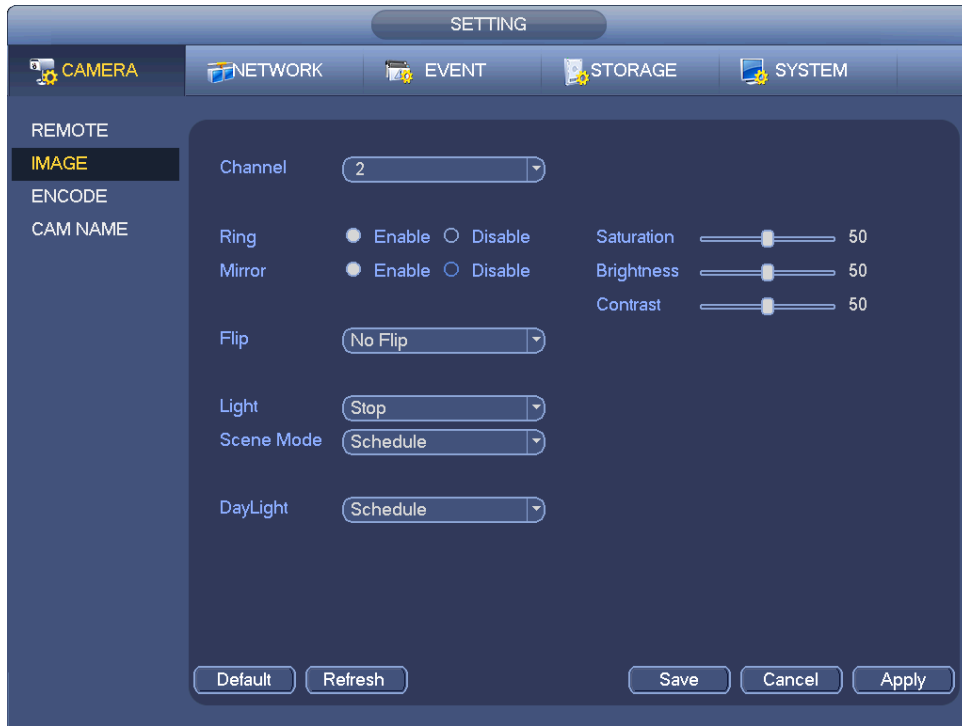 SETTING
CAMERA NETWORK EVENT STORAGE SYSTEM
REMOTE
IMAGE
ENCODE
CAM NAME
Channel 2
Ring Enable Disable Saturation 50
Mirror Enable Disable Brightness 50
Contrast 50
Flip No Flip
Light Stop
Scene Mode Schedule
DayLight Schedule
Default Refresh Save Cancel Apply